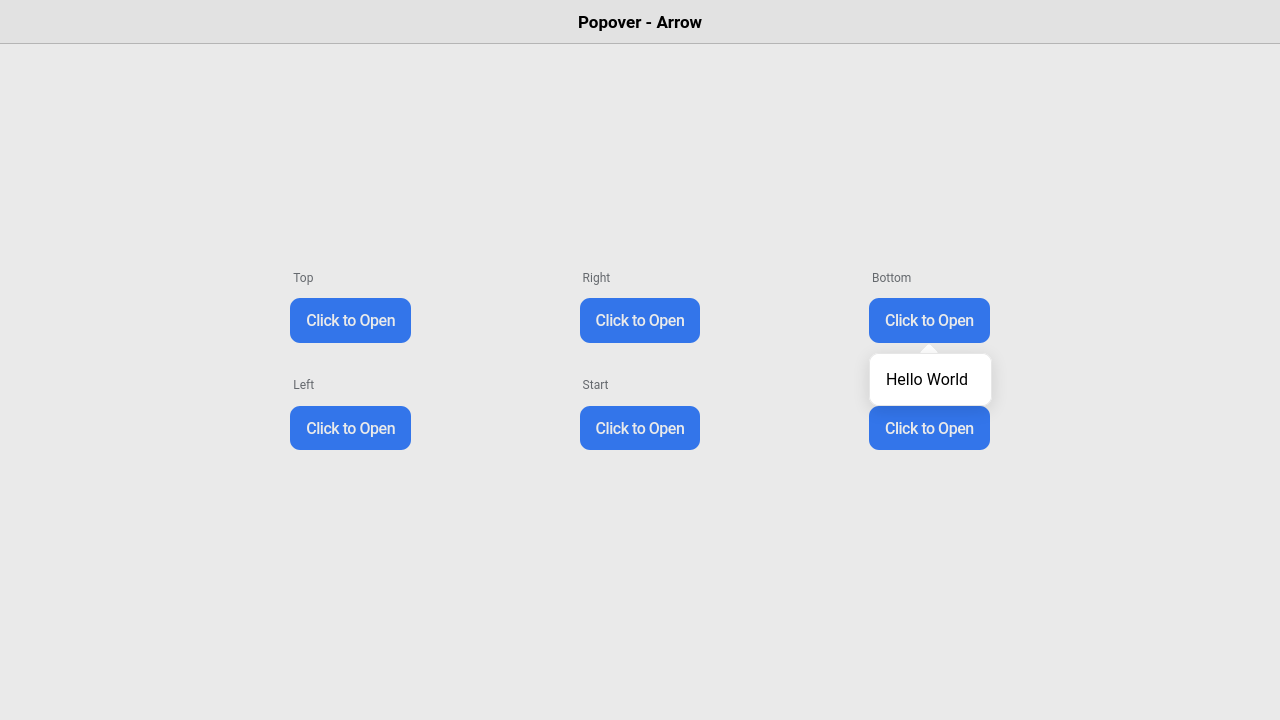 Popover - Arrow
Top
Right
Bottom
Click to Open
Click to Open
Click to Open
Hello World
Left
Start
Click to Open
Click to Open
Click to Open